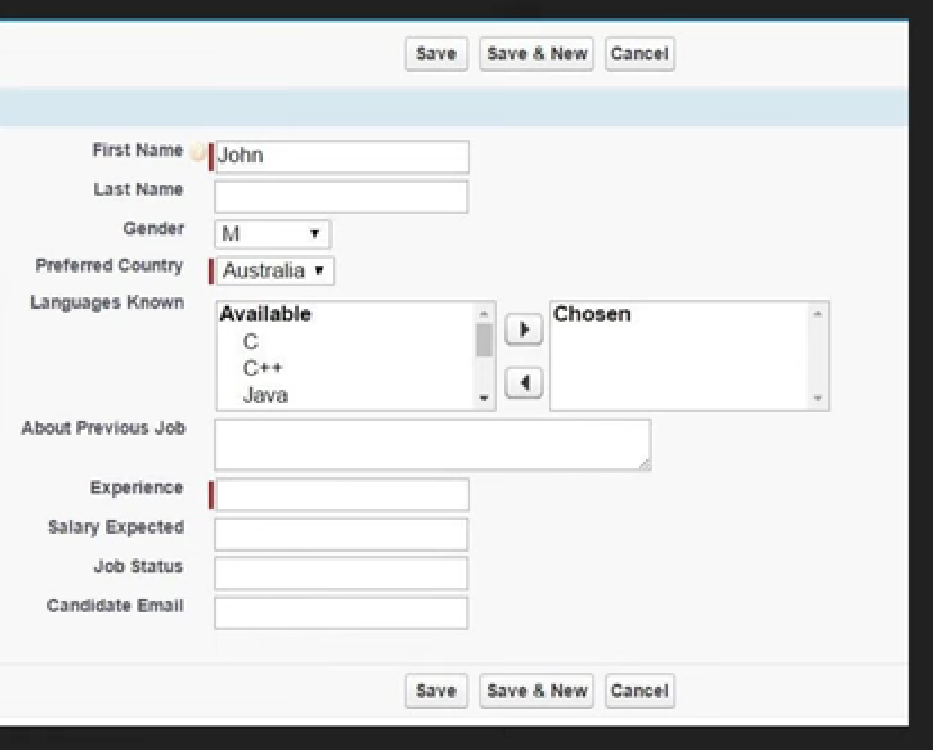 Save Save & New Cancel
First Name John
Last Name
Gender M
Preferred Country Australia
Languages Known Available Chosen
C
C++
Java
About Previous Job
Experience
Salary Expected
Job Status
Candidate Email
Save Save & New Cancel